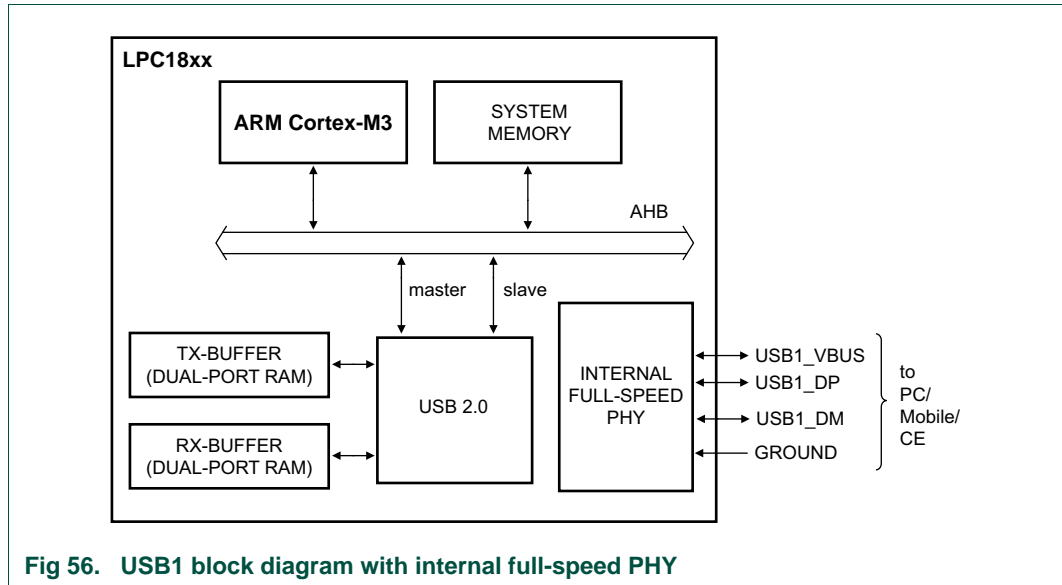 LPC18xx
ARM Cortex-M3
SYSTEM
MEMORY
AHB
master
slave
TX-BUFFER
(DUAL-PORT RAM)
RX-BUFFER
(DUAL-PORT RAM)
USB 2.0
INTERNAL
FULL-SPEED
PHY
USB1_VBUS
USB1_DP
USB1_DM
GROUND
to
PC/
Mobile/
CE
Fig 56. USB1 block diagram with internal full-speed PHY